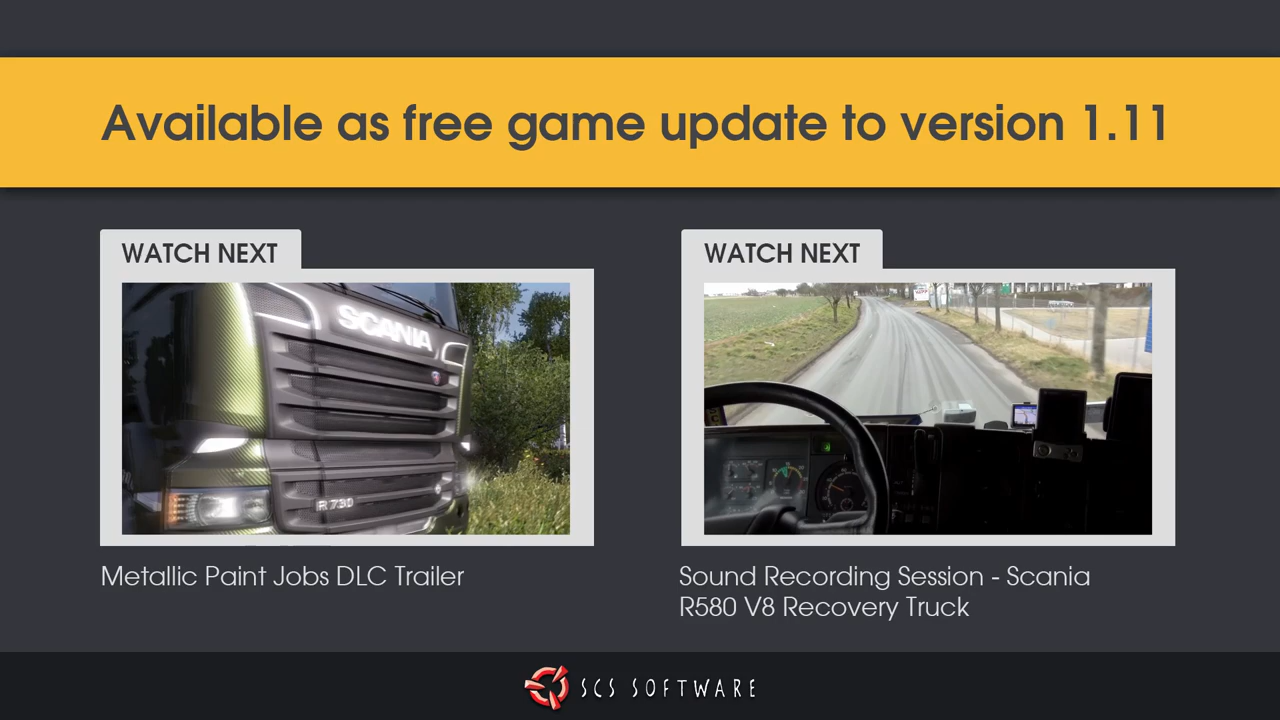 Available as free game update to version 1.11
WATCH NEXT
SCANIA
R 730
Metallic Paint Jobs DLC Trailer
WATCH NEXT
Sound Recording Session - Scania
R580 V8 Recovery Truck
SCS SOFTWARE